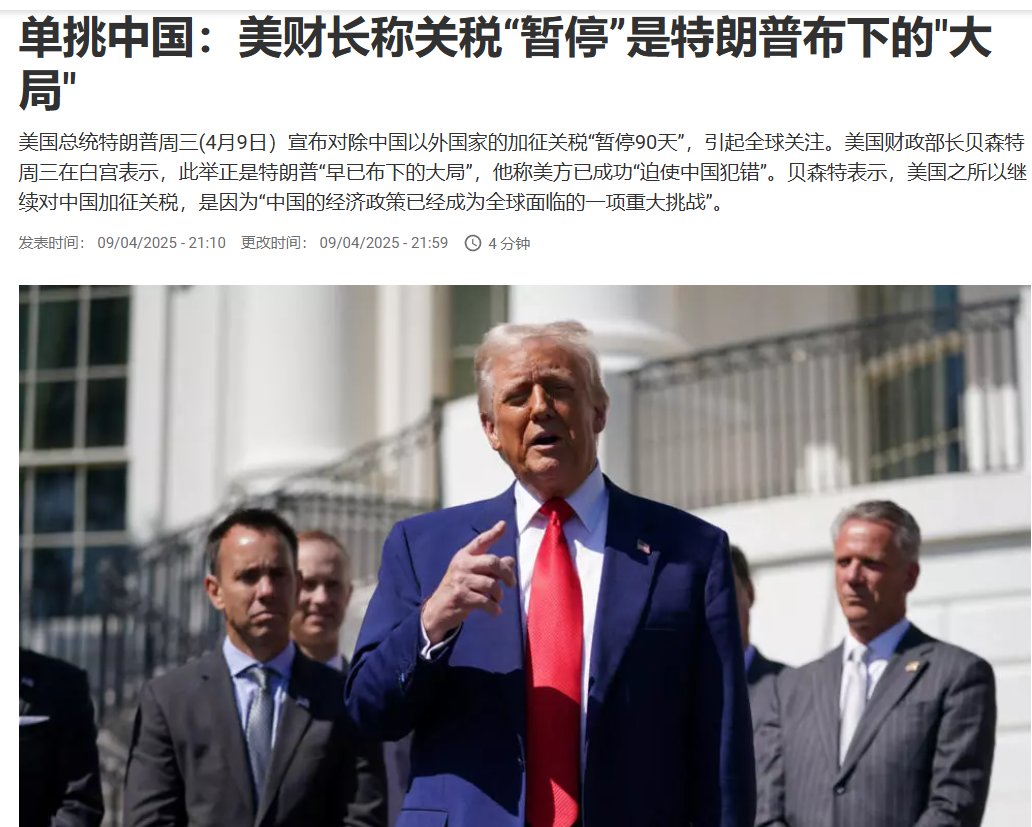 单挑中国：美财长称关税“暂停”是特朗普布下的"大
局"
美国总统特朗普周三(4月9日）宣布对除中国以外国家的加征关税“暂停90天”，引起全球关注。美国财政部长贝森特
周三在白宫表示，此举正是特朗普“早已布下的大局”，他称美方已成功“迫使中国犯错”。贝森特表示，美国之所以继
续对中国加征关税，是因为“中国的经济政策已经成为全球面临的一项重大挑战”。
发表时间： 09/04/2025 - 21:10 更改时间： 09/04/2025 - 21:59 4 分钟